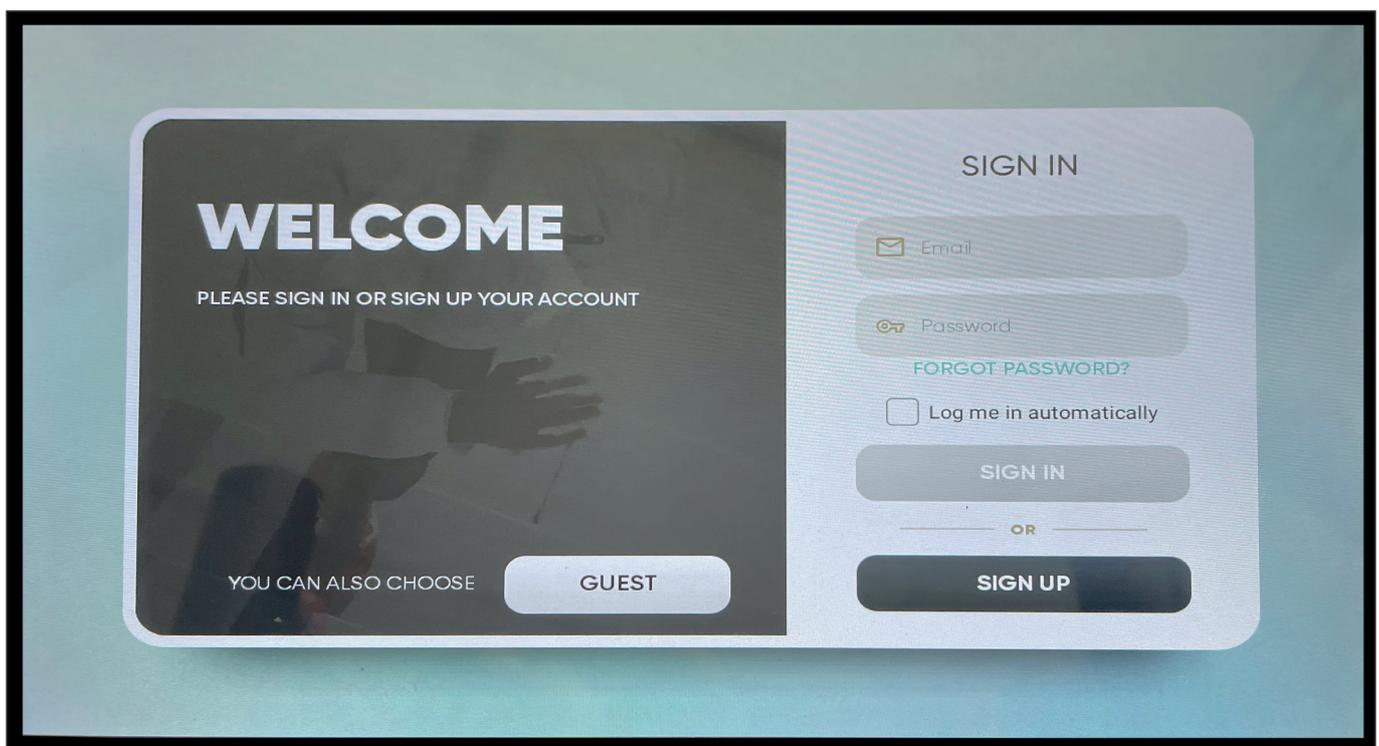 WELCOME
PLEASE SIGN IN OR SIGN UP YOUR ACCOUNT
YOU CAN ALSO CHOOSE
GUEST
SIGN IN
Email
Password
FORGOT PASSWORD?
Log me in automatically
SIGN IN
OR
SIGN UP